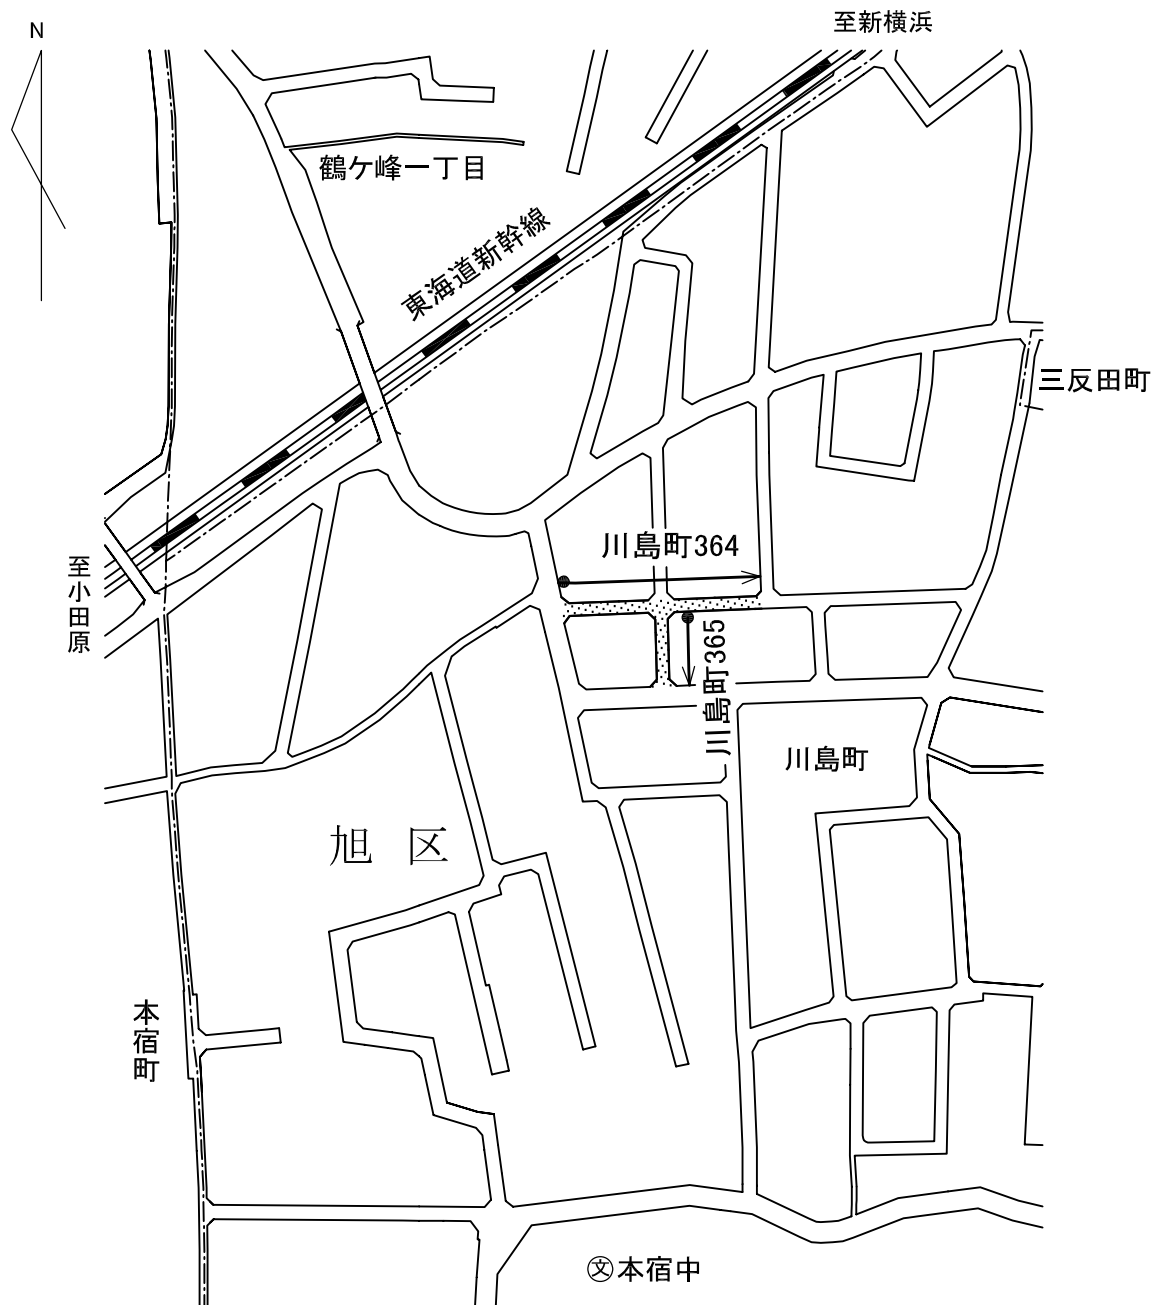 至新横浜
N
鶴ケ峰一丁目
東海道新幹線
三反田町
川島町364
至小田原
川島町365
川島町
旭区
本宿町
文本宿中